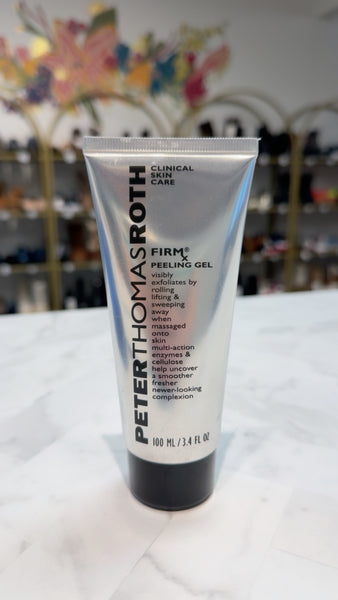 PETERTHOMASROTH
CLINICAL
SKIN
CARE
FIRMX®
PEELING GEL
visibly
exfoliates by
rolling
lifting &
sweeping
away
when
massaged
onto
skin
multi-action
enzymes &
cellulose
help uncover
a smoother
fresher
newer-looking
complexion
100 ML / 3.4 FL OZ